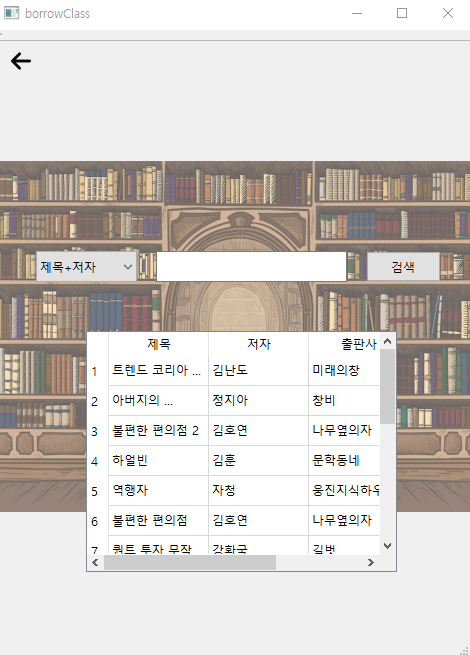 borrowClass
제목+저자
검색
제목 저자 출판사
1 트렌드 코리아 ... 김난도 미래의창
2 아버지의 ... 정지아 창비
3 불편한 편의점 2 김호연 나무옆의자
4 하얼빈 김훈 문학동네
5 역행자 자청 웅진지식하우
6 불편한 편의점 김호연 나무옆의자
7 퀀트 투자 무작 강환국 길벗